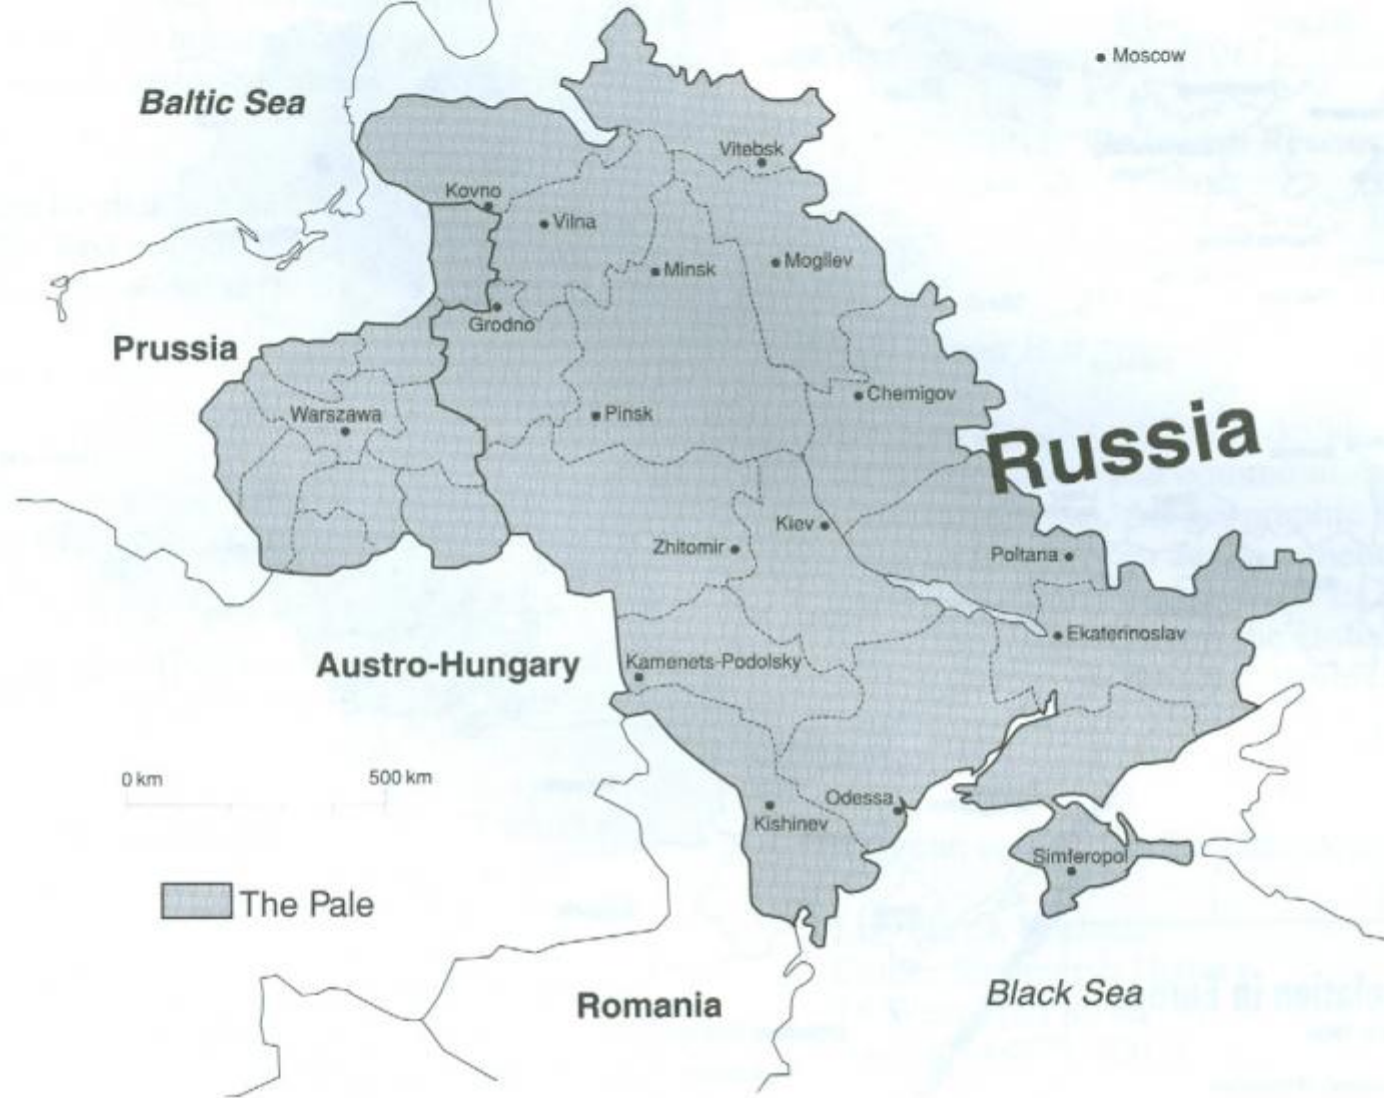 Moscow
Baltic Sea
Vitebsk
Kovno
Vilna
Minsk
Mogilev
Grodno
Prussia
Chernigov
Warszawa
Pinsk
Russia
Kiev
Zhitomir
Poltana
Ekaterinoslav
Austro-Hungary
Kamenets-Podolsky
0 km
500 km
Odessa
Kishinev
Simferopol
The Pale
Black Sea
Romania